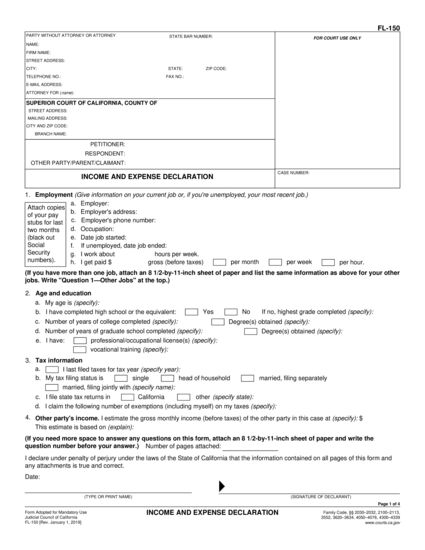 FL-150
PARTY WITHOUT ATTORNEY OR ATTORNEY STATE BAR NUMBER:
FOR COURT USE ONLY
NAME:
FIRM NAME:
STREET ADDRESS:
CITY: STATE: ZIP CODE:
TELEPHONE NO.: FAX NO.:
E-MAIL ADDRESS:
ATTORNEY FOR (name):
SUPERIOR COURT OF CALIFORNIA, COUNTY OF
STREET ADDRESS:
MAILING ADDRESS:
CITY AND ZIP CODE:
BRANCH NAME:
PETITIONER:
RESPONDENT:
OTHER PARTY/PARENT/CLAIMANT:
INCOME AND EXPENSE DECLARATION
CASE NUMBER:
1. Employment (Give information on your current job or, if you're unemployed, your most recent job.)
Attach copies of your pay stubs for last two months (black out Social Security numbers).
a. Employer:
b. Employer's address:
c. Employer's phone number:
d. Occupation:
e. Date job started:
f. If unemployed, date job ended:
g. I work about hours per week.
h. I get paid $ gross (before taxes) per month per week per hour.
(If you have more than one job, attach an 8 1/2-by-11-inch sheet of paper and list the same information as above for your other
jobs. Write "Question 1—Other Jobs" at the top.)
2. Age and education
a. My age is (specify):
b. I have completed high school or the equivalent: Yes No If no, highest grade completed (specify):
c. Number of years of college completed (specify): Degree(s) obtained (specify):
d. Number of years of graduate school completed (specify): Degree(s) obtained (specify):
e. I have: professional/occupational license(s) (specify):
vocational training (specify):
3. Tax information
a. I last filed taxes for tax year (specify year):
b. My tax filing status is single head of household married, filing separately
married, filing jointly with (specify name):
c. I file state tax returns in California other (specify state):
d. I claim the following number of exemptions (including myself) on my taxes (specify):
4. Other party's income. I estimate the gross monthly income (before taxes) of the other party in this case at (specify): $
This estimate is based on (explain):
(If you need more space to answer any questions on this form, attach an 8 1/2-by-11-inch sheet of paper and write the
question number before your answer.) Number of pages attached:
I declare under penalty of perjury under the laws of the State of California that the information contained on all pages of this form and
any attachments is true and correct.
Date:
(TYPE OR PRINT NAME) (SIGNATURE OF DECLARANT)
Page 1 of 4
Form Adopted for Mandatory Use
Judicial Council of California
FL-150 [Rev. January 1, 2019]
INCOME AND EXPENSE DECLARATION
Family Code, §§ 2030–2032, 2100–2113,
3552, 3620–3634, 4050–4076, 4300–4339
www.courts.ca.gov